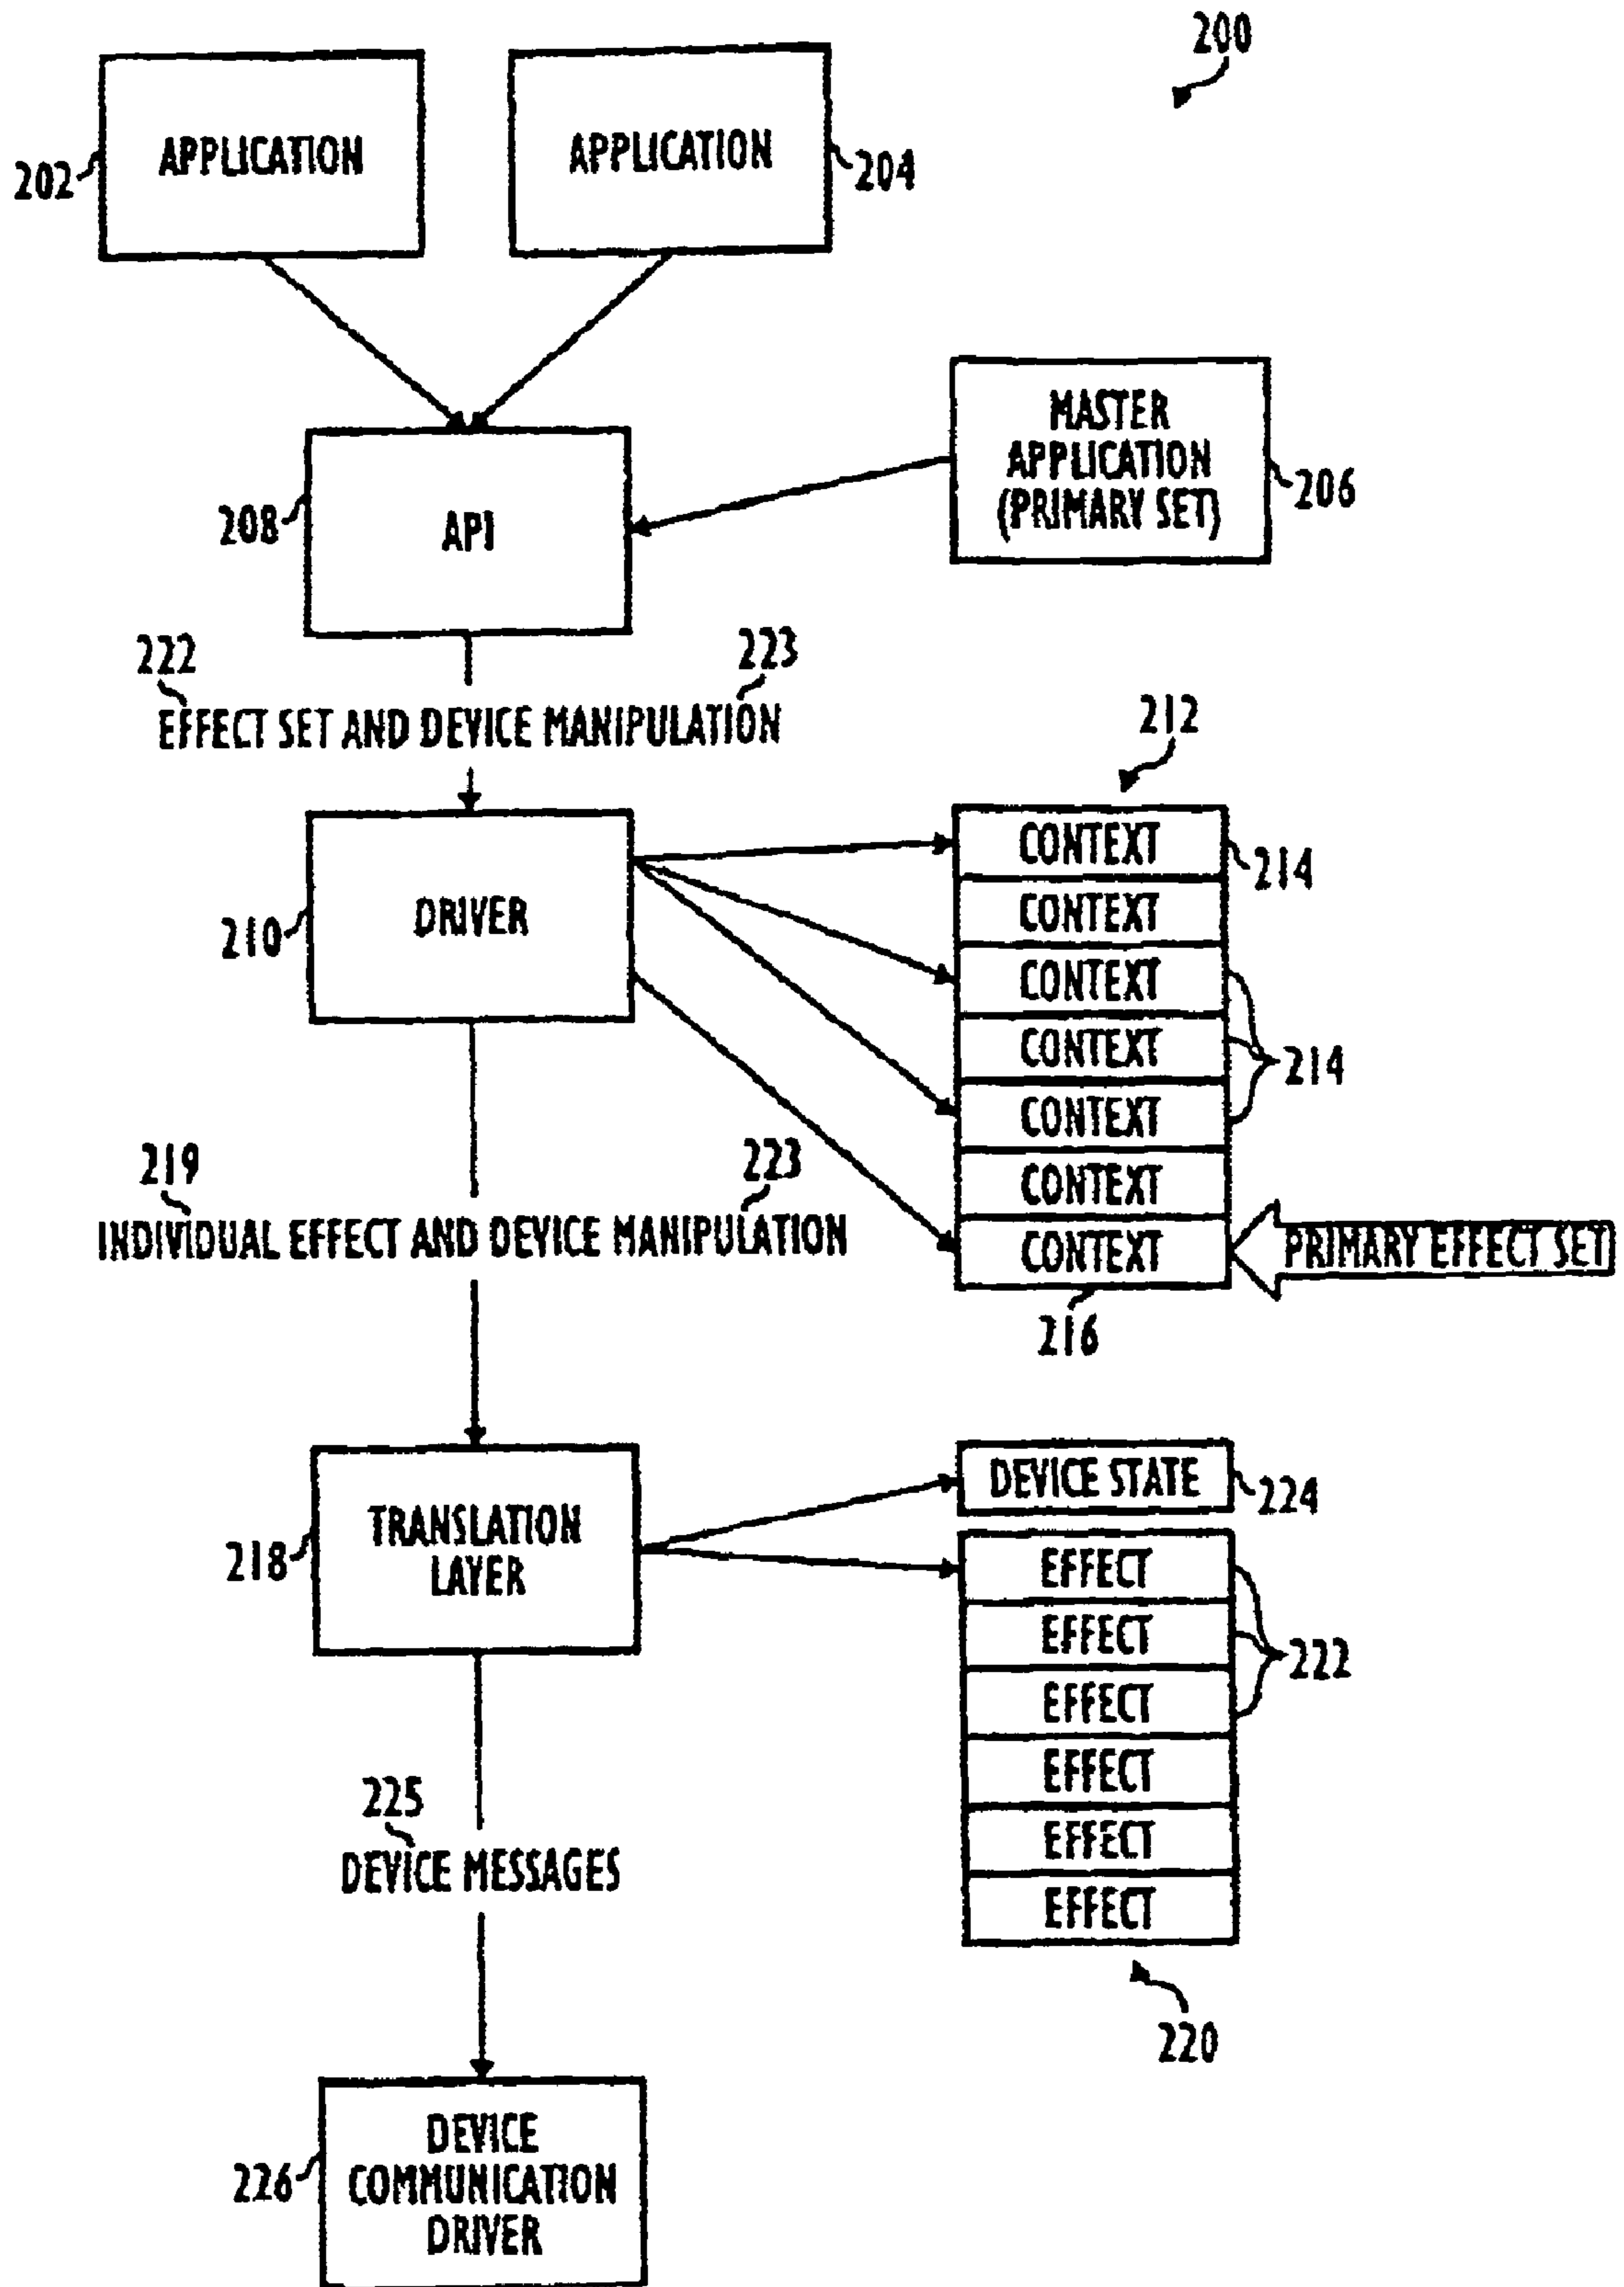 200
APPLICATION
APPLICATION
202
204
MASTER
APPLICATION
(PRIMARY SET)
206
208
API
222
223
EFFECT SET AND DEVICE MANIPULATION
212
CONTEXT
214
CONTEXT
210
DRIVER
CONTEXT
CONTEXT
214
CONTEXT
219
223
CONTEXT
INDIVIDUAL EFFECT AND DEVICE MANIPULATION
CONTEXT
PRIMARY EFFECT SET
216
DEVICE STATE
224
218
TRANSLATION
LAYER
EFFECT
EFFECT
222
EFFECT
EFFECT
225
DEVICE MESSAGES
EFFECT
EFFECT
220
226
DEVICE
COMMUNICATION
DRIVER